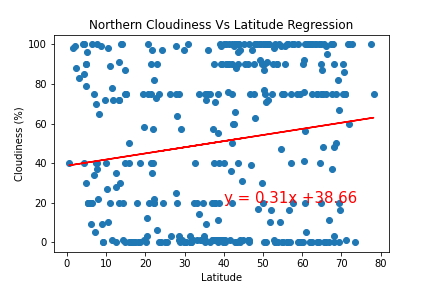 Northern Cloudiness Vs Latitude Regression
Cloudiness (%)
100
80
60
40
20
0
y = 0.31x +38.66
0 10 20 30 40 50 60 70 80
Latitude